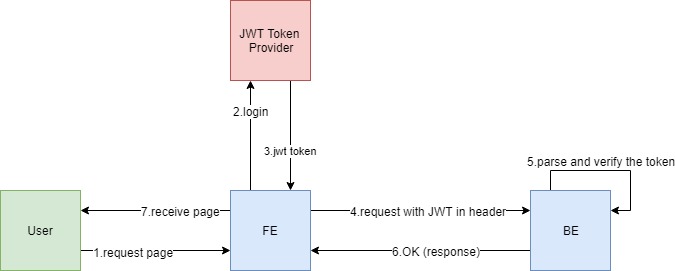 JWT Token
Provider
2.login
3.jwt token
5.parse and verify the token
7.receive page
4.request with JWT in header
User
FE
BE
1.request page
6.OK (response)